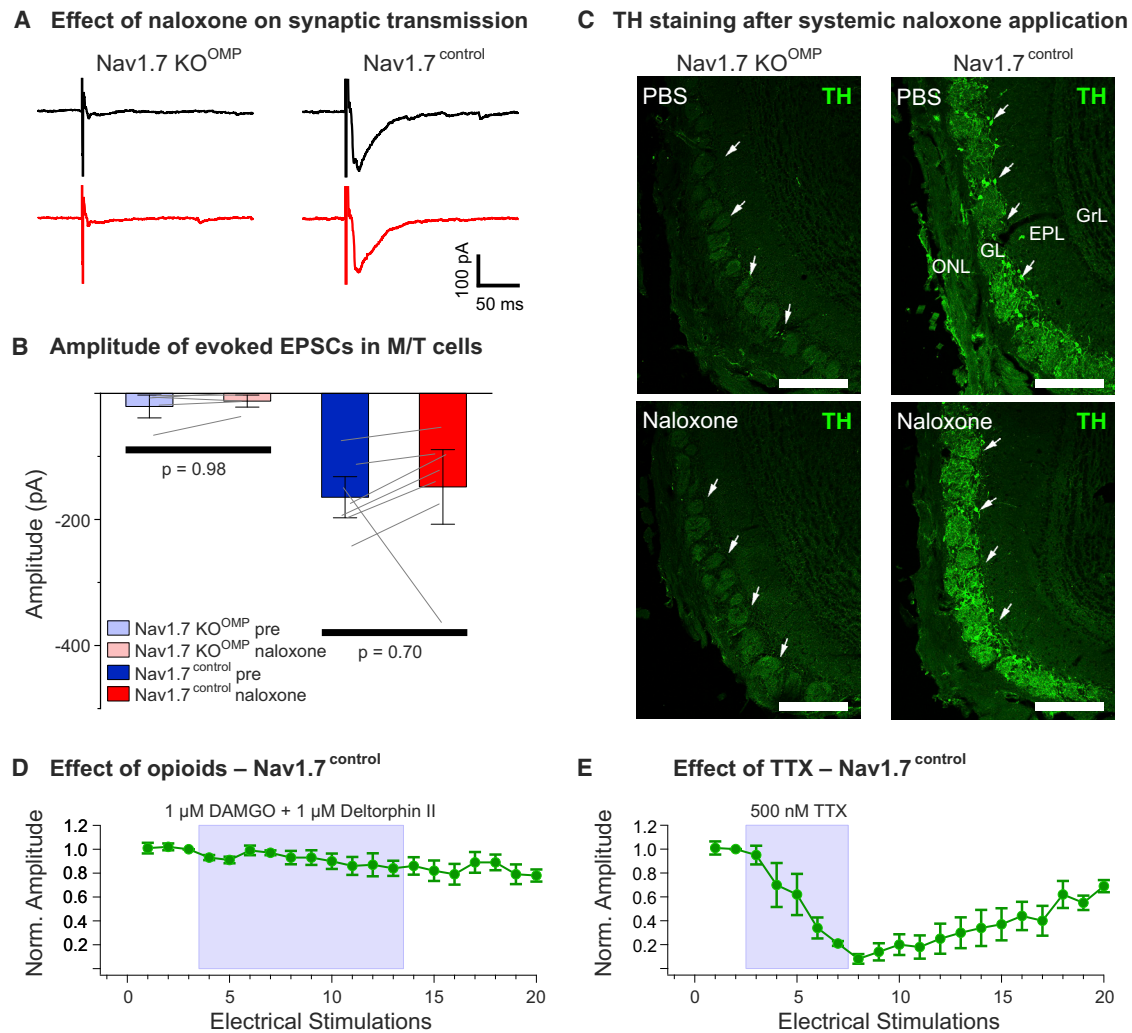 A Effect of naloxone on synaptic transmission
Nav1.7 KO^OMP
Nav1.7^control
100 pA
50 ms
B Amplitude of evoked EPSCs in M/T cells
Amplitude (pA)
-200
-400
p = 0.98
p = 0.70
Nav1.7 KO^OMP pre
Nav1.7 KO^OMP naloxone
Nav1.7^control pre
Nav1.7^control naloxone
C TH staining after systemic naloxone application
Nav1.7 KO^OMP
Nav1.7^control
PBS
TH
PBS
TH
GrL
EPL
GL
ONL
Naloxone
TH
Naloxone
TH
D Effect of opioids – Nav1.7^control
1 µM DAMGO + 1 µM Deltorphin II
Norm. Amplitude
1.2
1.0
0.8
0.6
0.4
0.2
0 5 10 15 20
Electrical Stimulations
E Effect of TTX – Nav1.7^control
500 nM TTX
Norm. Amplitude
1.2
1.0
0.8
0.6
0.4
0.2
0 5 10 15 20
Electrical Stimulations